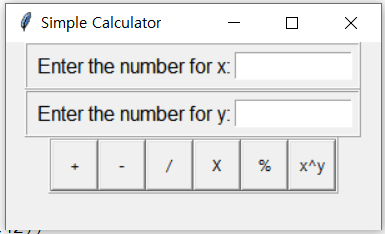 Simple Calculator
Enter the number for x:
Enter the number for y:
+ - / X % x^y